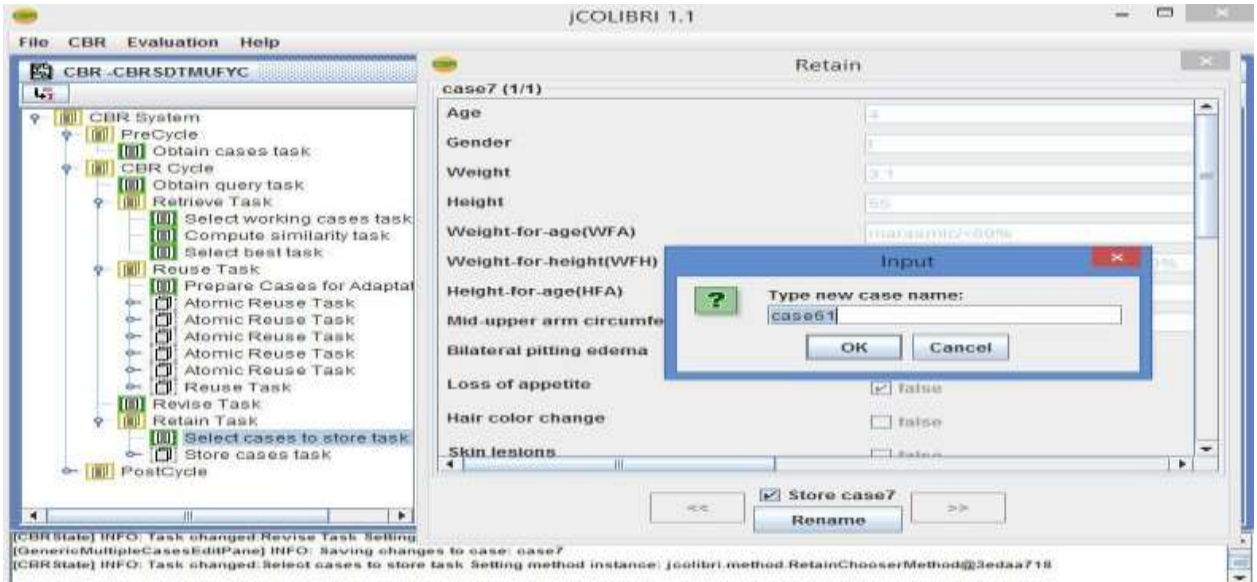 jCOLIBRI 1.1
File CBR Evaluation Help
CBR -CBRSDTMUFYC
CBR System
PreCycle
Obtain cases task
CBR Cycle
Obtain query task
Retrieve Task
Select working cases task
Compute similarity task
Select best task
Reuse Task
Prepare Cases for Adaptat
Atomic Reuse Task
Atomic Reuse Task
Atomic Reuse Task
Atomic Reuse Task
Atomic Reuse Task
Reuse Task
Revise Task
Retain Task
Select cases to store task
Store cases task
PostCycle
Retain
case7 (1/1)
Age 4
Gender
Weight 3.1
Height 55
Weight-for-age(WFA) marasmic/<60%
Weight-for-height(WFH)
Height-for-age(HFA)
Mid-upper arm circumfe
Bilateral pitting edema
Loss of appetite false
Hair color change false
Skin lesions false
Input
Type new case name:
case61
OK Cancel
<< Store case7 >>
Rename
[CBRState] INFO: Task changed:Revise Task Setting
[GenericMultipleCasesEditPane] INFO: Saving changes to case: case7
[CBRState] INFO: Task changed:Select cases to store task Setting method instance: jcolibri.method.RetainChooserMethod@3edaa718